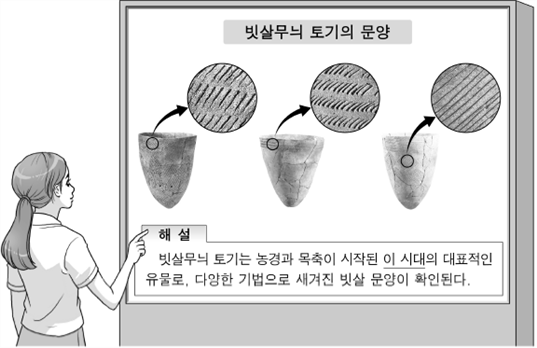 빗살무늬 토기의 문양
해 설
빗살무늬 토기는 농경과 목축이 시작된 이 시대의 대표적인
유물로, 다양한 기법으로 새겨진 빗살 문양이 확인된다.